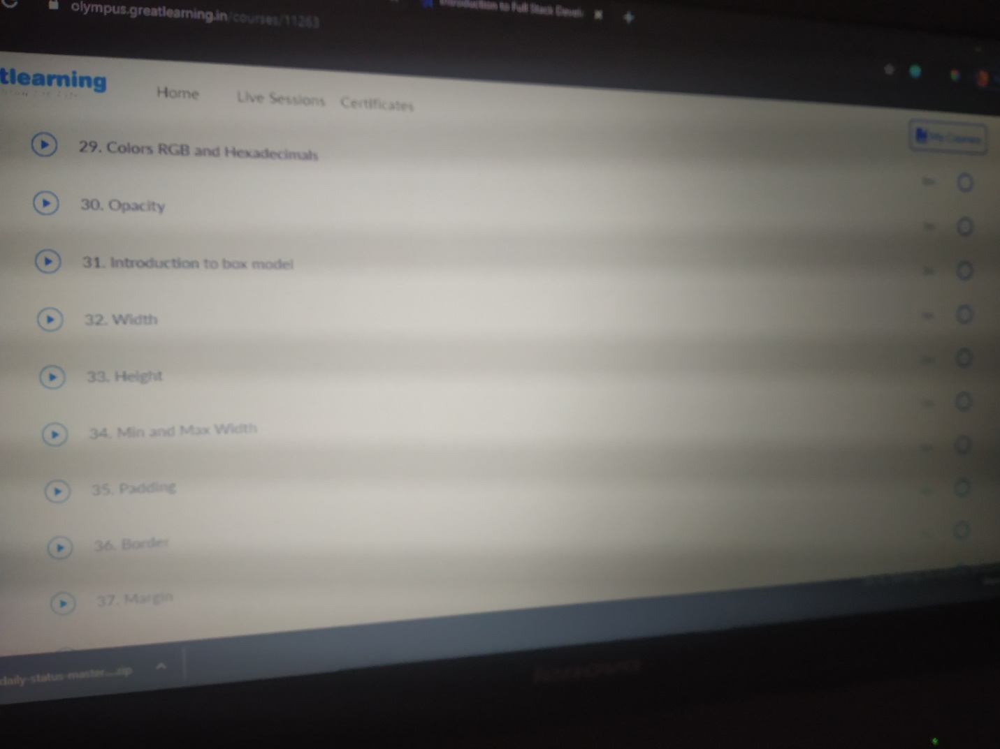 olympus.greatlearning.in/courses/11263
Introduction to Full Stack Devel
tlearning
Home
Live Sessions
Certificates
My Courses
29. Colors RGB and Hexadecimals
30. Opacity
31. Introduction to box model
32. Width
33. Height
34. Min and Max Width
35. Padding
36. Border
37. Margin
daily-status-master....zip